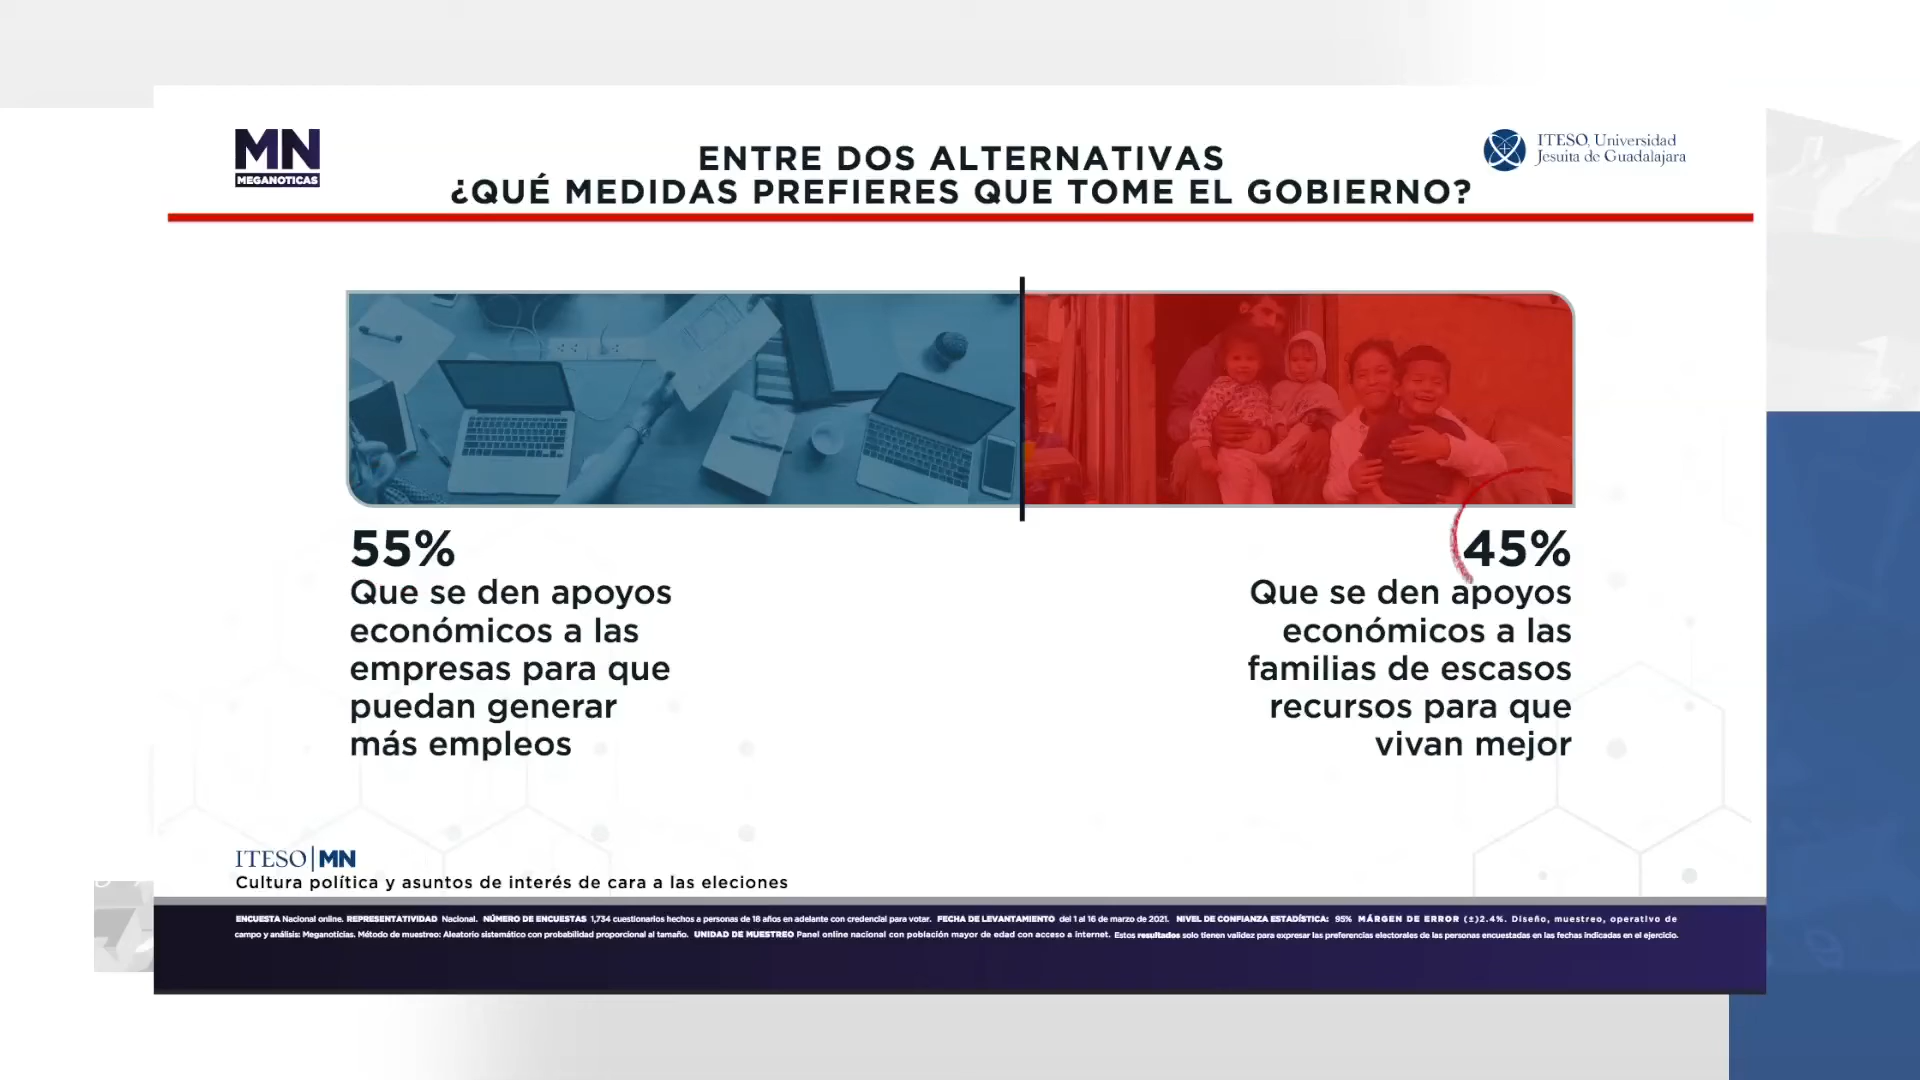 MN
MEGANOTICAS
ENTRE DOS ALTERNATIVAS
¿QUÉ MEDIDAS PREFIERES QUE TOME EL GOBIERNO?
ITESO, Universidad
Jesuita de Guadalajara
55%
Que se den apoyos
económicos a las
empresas para que
puedan generar
más empleos
45%
Que se den apoyos
económicos a las
familias de escasos
recursos para que
vivan mejor
ITESO|MN
Cultura política y asuntos de interés de cara a las eleciones
ENCUESTA Nacional online. REPRESENTATIVIDAD Nacional. NÚMERO DE ENCUESTAS 1,734 cuestionarios hechos a personas de 18 años en adelante con credencial para votar. FECHA DE LEVANTAMIENTO del 1 al 16 de marzo de 2021. NIVEL DE CONFIANZA ESTADÍSTICA: 95% MÁRGEN DE ERROR (±)2.4%. Diseño, muestreo, operativo de
campo y análisis: Meganoticias. Método de muestreo: Aleatorio sistemático con probabilidad proporcional al tamaño. UNIDAD DE MUESTREO Panel online nacional con población mayor de edad con acceso a internet. Estos resultados solo tienen validez para expresar las preferencias electorales de las personas encuestadas en las fechas indicadas en el ejercicio.